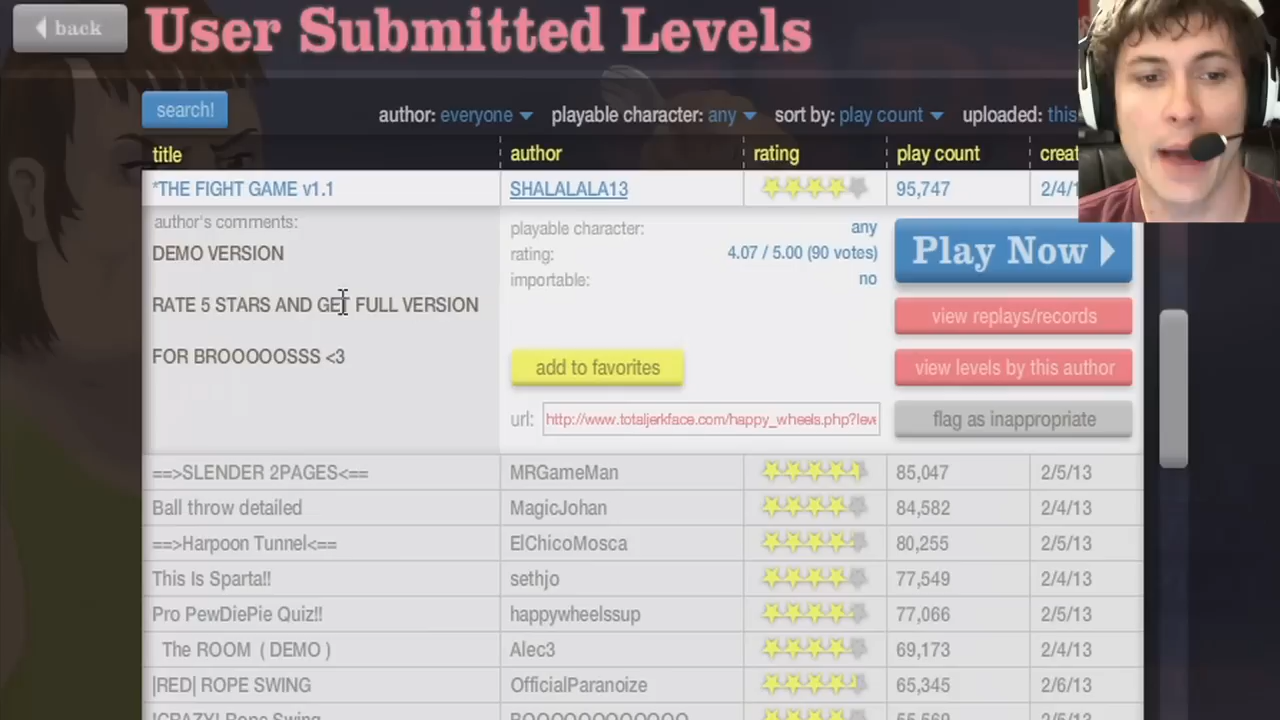 back
User Submitted Levels
search!
author: everyone playable character: any sort by: play count uploaded: this
title author rating play count
*THE FIGHT GAME v1.1 SHALALALA13 95,747
author's comments:
DEMO VERSION
RATE 5 STARS AND GET FULL VERSION
FOR BROOOOOSSS <3
playable character: any
rating: 4.07 / 5.00 (90 votes)
importable: no
add to favorites
url: http://www.totaljerkface.com/happy_wheels.php?lev
Play Now
view replays/records
view levels by this author
flag as inappropriate
==>SLENDER 2PAGES<== MRGameMan 85,047 2/5/13
Ball throw detailed MagicJohan 84,582 2/4/13
==>Harpoon Tunnel<== ElChicoMosca 80,255 2/5/13
This Is Sparta!! sethjo 77,549 2/4/13
Pro PewDiePie Quiz!! happywheelssup 77,066 2/5/13
The ROOM ( DEMO ) Alec3 69,173 2/4/13
|RED| ROPE SWING OfficialParanoize 65,345 2/6/13